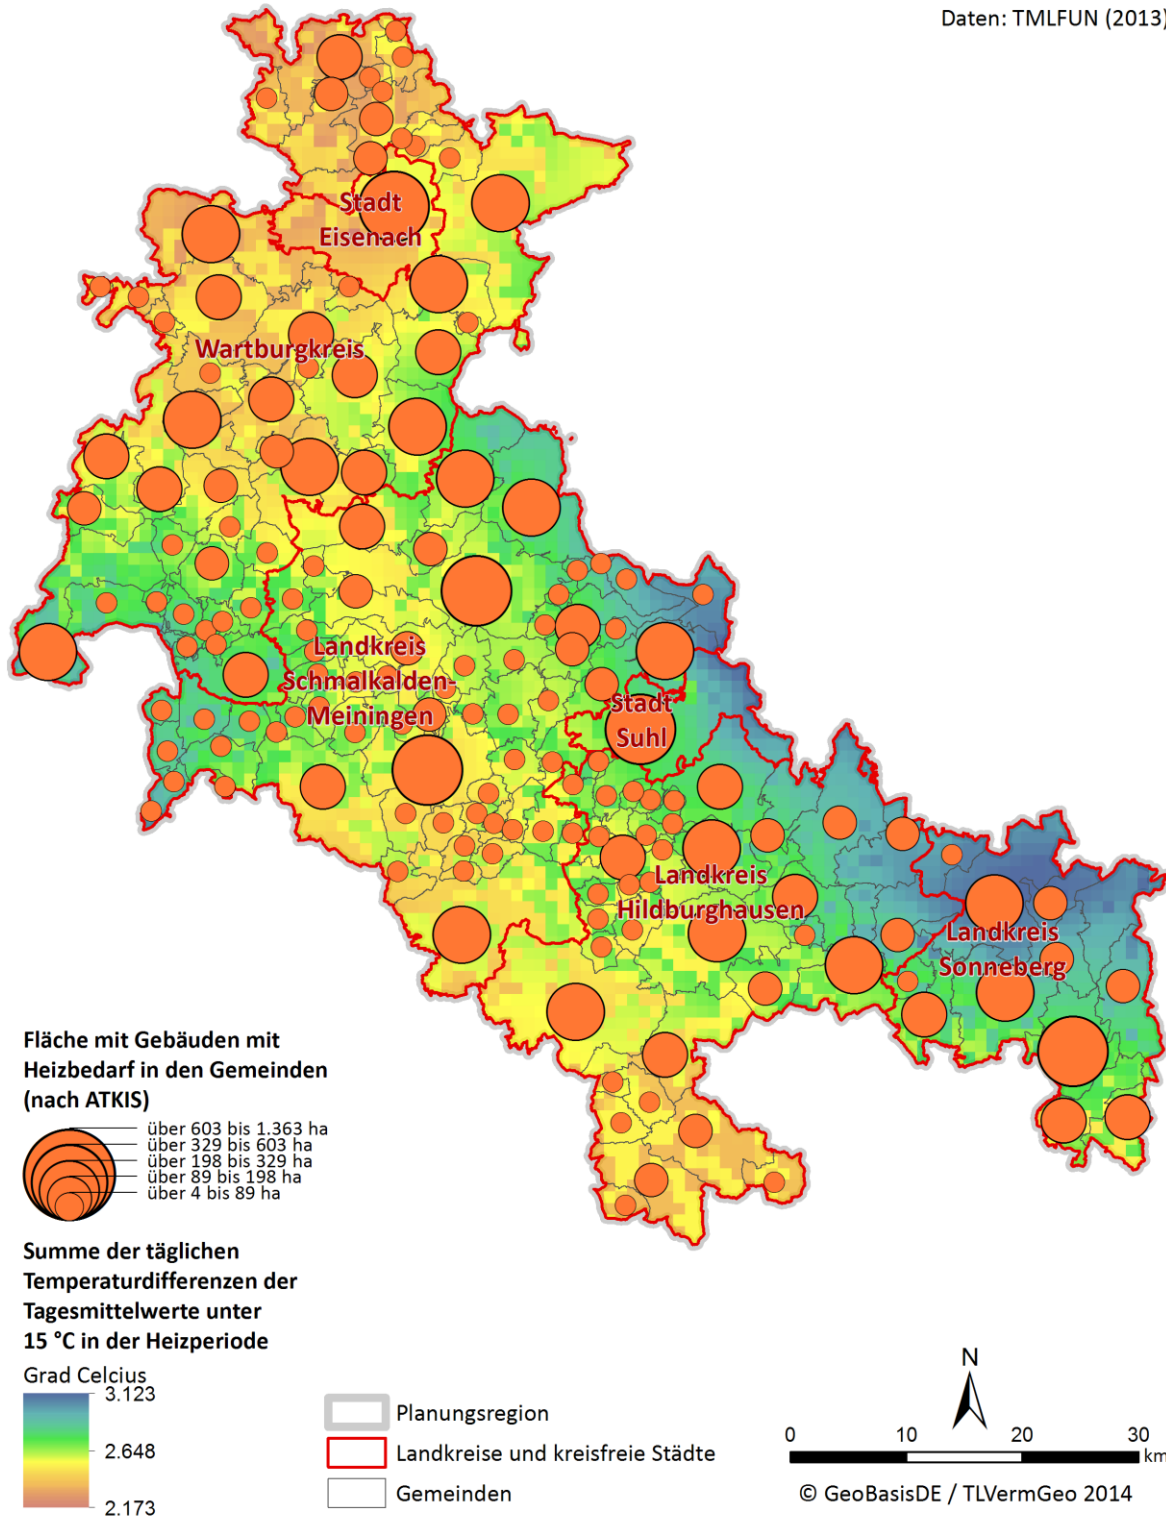 Daten: TMLFUN (2013)
Stadt
Eisenach
Wartburgkreis
Landkreis
Schmalkalden-
Meiningen
Stadt
Suhl
Landkreis
Hildburghausen
Landkreis
Sonneberg
Fläche mit Gebäuden mit
Heizbedarf in den Gemeinden
(nach ATKIS)
über 603 bis 1.363 ha
über 329 bis 603 ha
über 198 bis 329 ha
über 89 bis 198 ha
über 4 bis 89 ha
Summe der täglichen
Temperaturdifferenzen der
Tagesmittelwerte unter
15 °C in der Heizperiode
Grad Celcius
3.123
2.648
2.173
Planungsregion
Landkreise und kreisfreie Städte
Gemeinden
N
0 10 20 30
km
© GeoBasisDE / TLVermGeo 2014